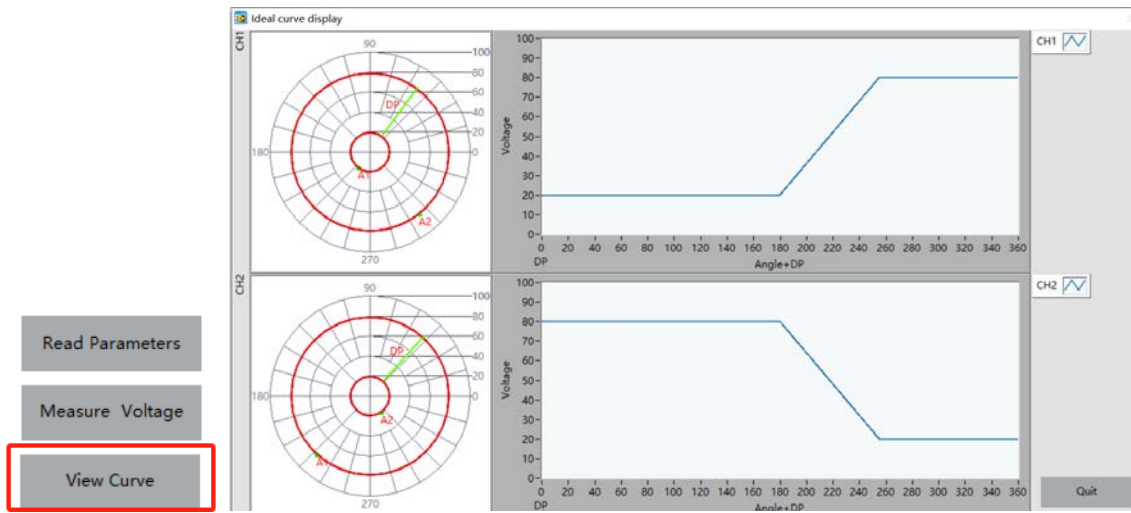 Ideal curve display
CH1
90
100
80
60
40
20
0
180
270
DP
A1
A2
Voltage
100
90
80
70
60
50
40
30
20
10
0
0 20 40 60 80 100 120 140 160 180 200 220 240 260 280 300 320 340 360
DP
Angle+DP
CH1
CH2
90
100
80
60
40
20
0
180
270
DP
A2
A1
Voltage
100
90
80
70
60
50
40
30
20
10
0
0 20 40 60 80 100 120 140 160 180 200 220 240 260 280 300 320 340 360
DP
Angle+DP
CH2
Read Parameters
Measure Voltage
View Curve
Quit